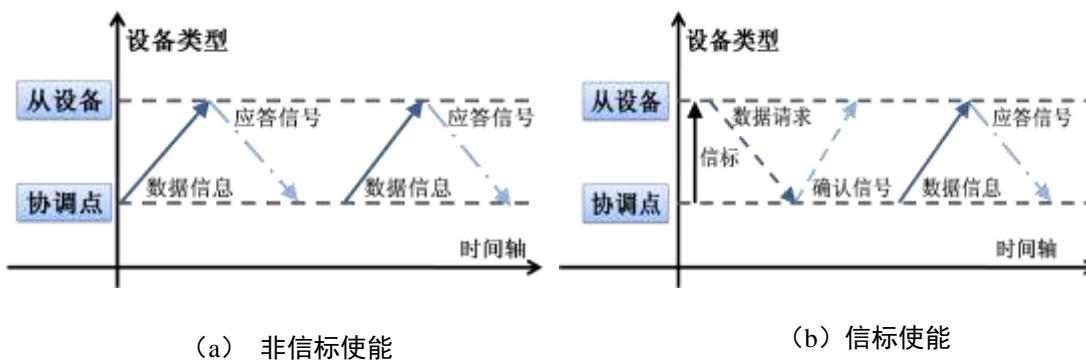 设备类型
从设备
应答信号
应答信号
数据信息
数据信息
协调点
时间轴
（a） 非信标使能
设备类型
从设备
数据请求
应答信号
信标
确认信号
数据信息
协调点
时间轴
（b）信标使能